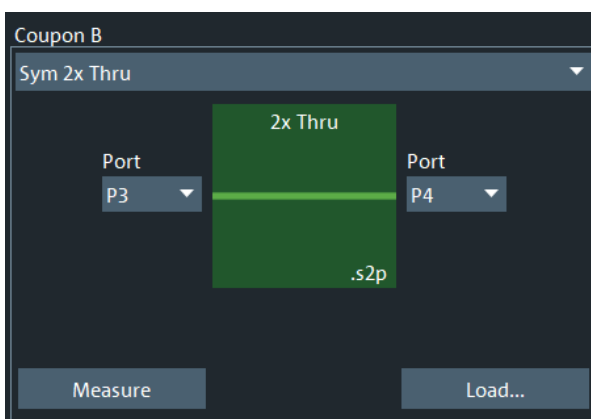 Coupon B
Sym 2x Thru
2x Thru
Port
Port
P3
P4
.s2p
Measure
Load...